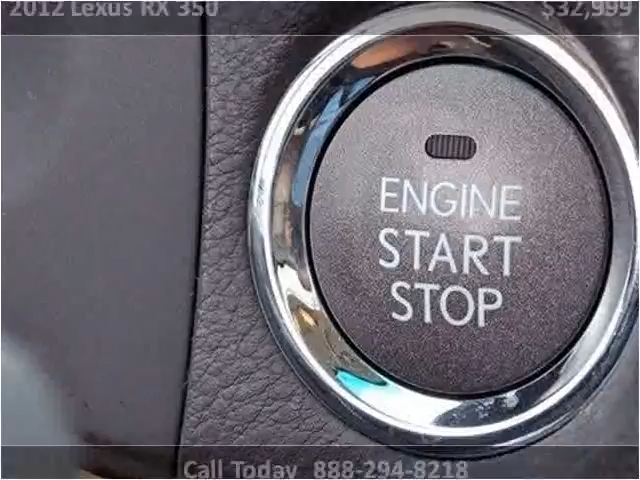 2012 Lexus RX 350 $32,999
ENGINE
START
STOP
Call Today 888-294-8218